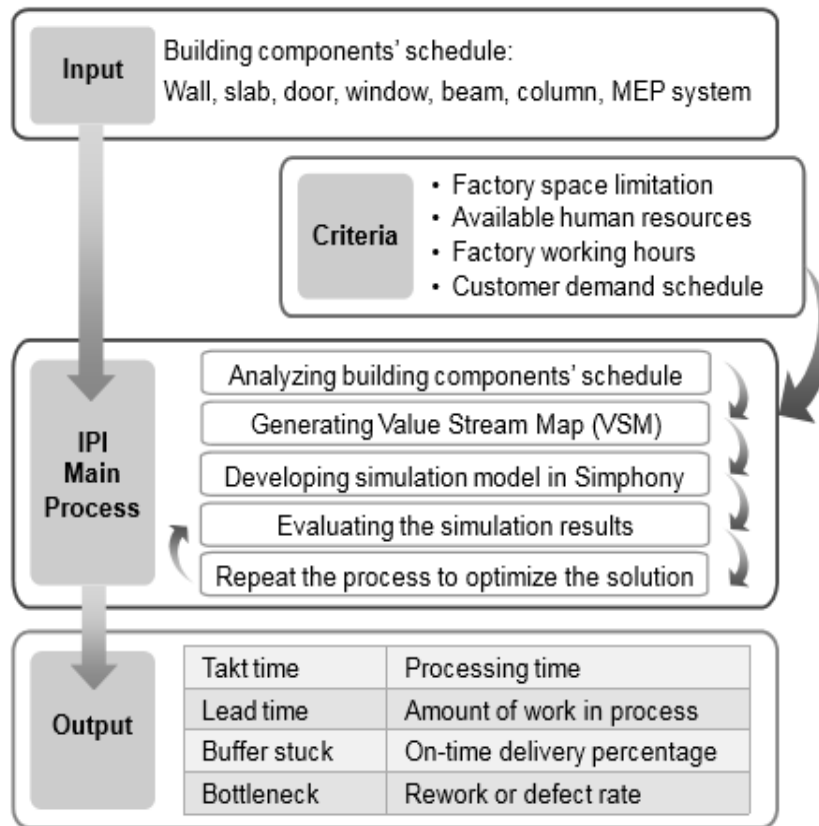 Input
Building components’ schedule:
Wall, slab, door, window, beam, column, MEP system
Criteria
• Factory space limitation
• Available human resources
• Factory working hours
• Customer demand schedule
IPI
Main
Process
Analyzing building components’ schedule
Generating Value Stream Map (VSM)
Developing simulation model in Simphony
Evaluating the simulation results
Repeat the process to optimize the solution
Output
Takt time Processing time
Lead time Amount of work in process
Buffer stuck On-time delivery percentage
Bottleneck Rework or defect rate